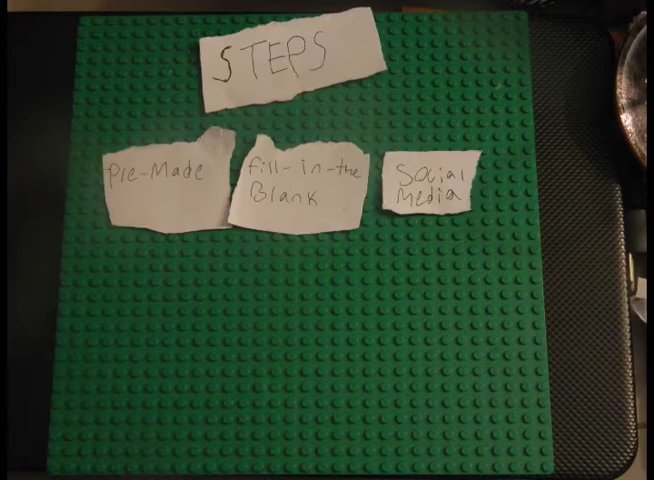 STEPS
Pre-Made
Fill-in-the
Blank
Social
Media